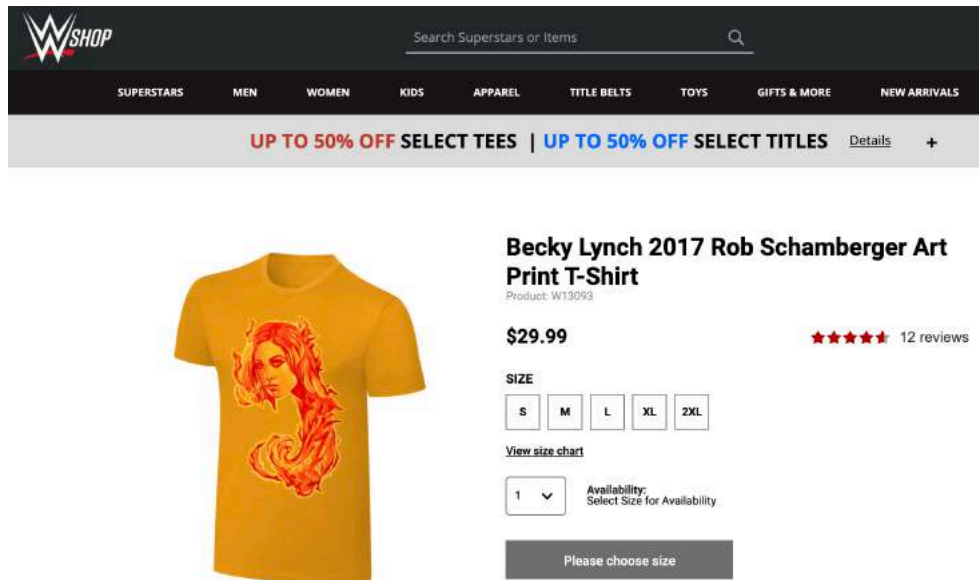 W SHOP
Search Superstars or Items
SUPERSTARS MEN WOMEN KIDS APPAREL TITLE BELTS TOYS GIFTS & MORE NEW ARRIVALS
UP TO 50% OFF SELECT TEES | UP TO 50% OFF SELECT TITLES Details +
Becky Lynch 2017 Rob Schamberger Art
Print T-Shirt
Product: W13093
$29.99
12 reviews
SIZE
S M L XL 2XL
View size chart
1
Availability:
Select Size for Availability
Please choose size